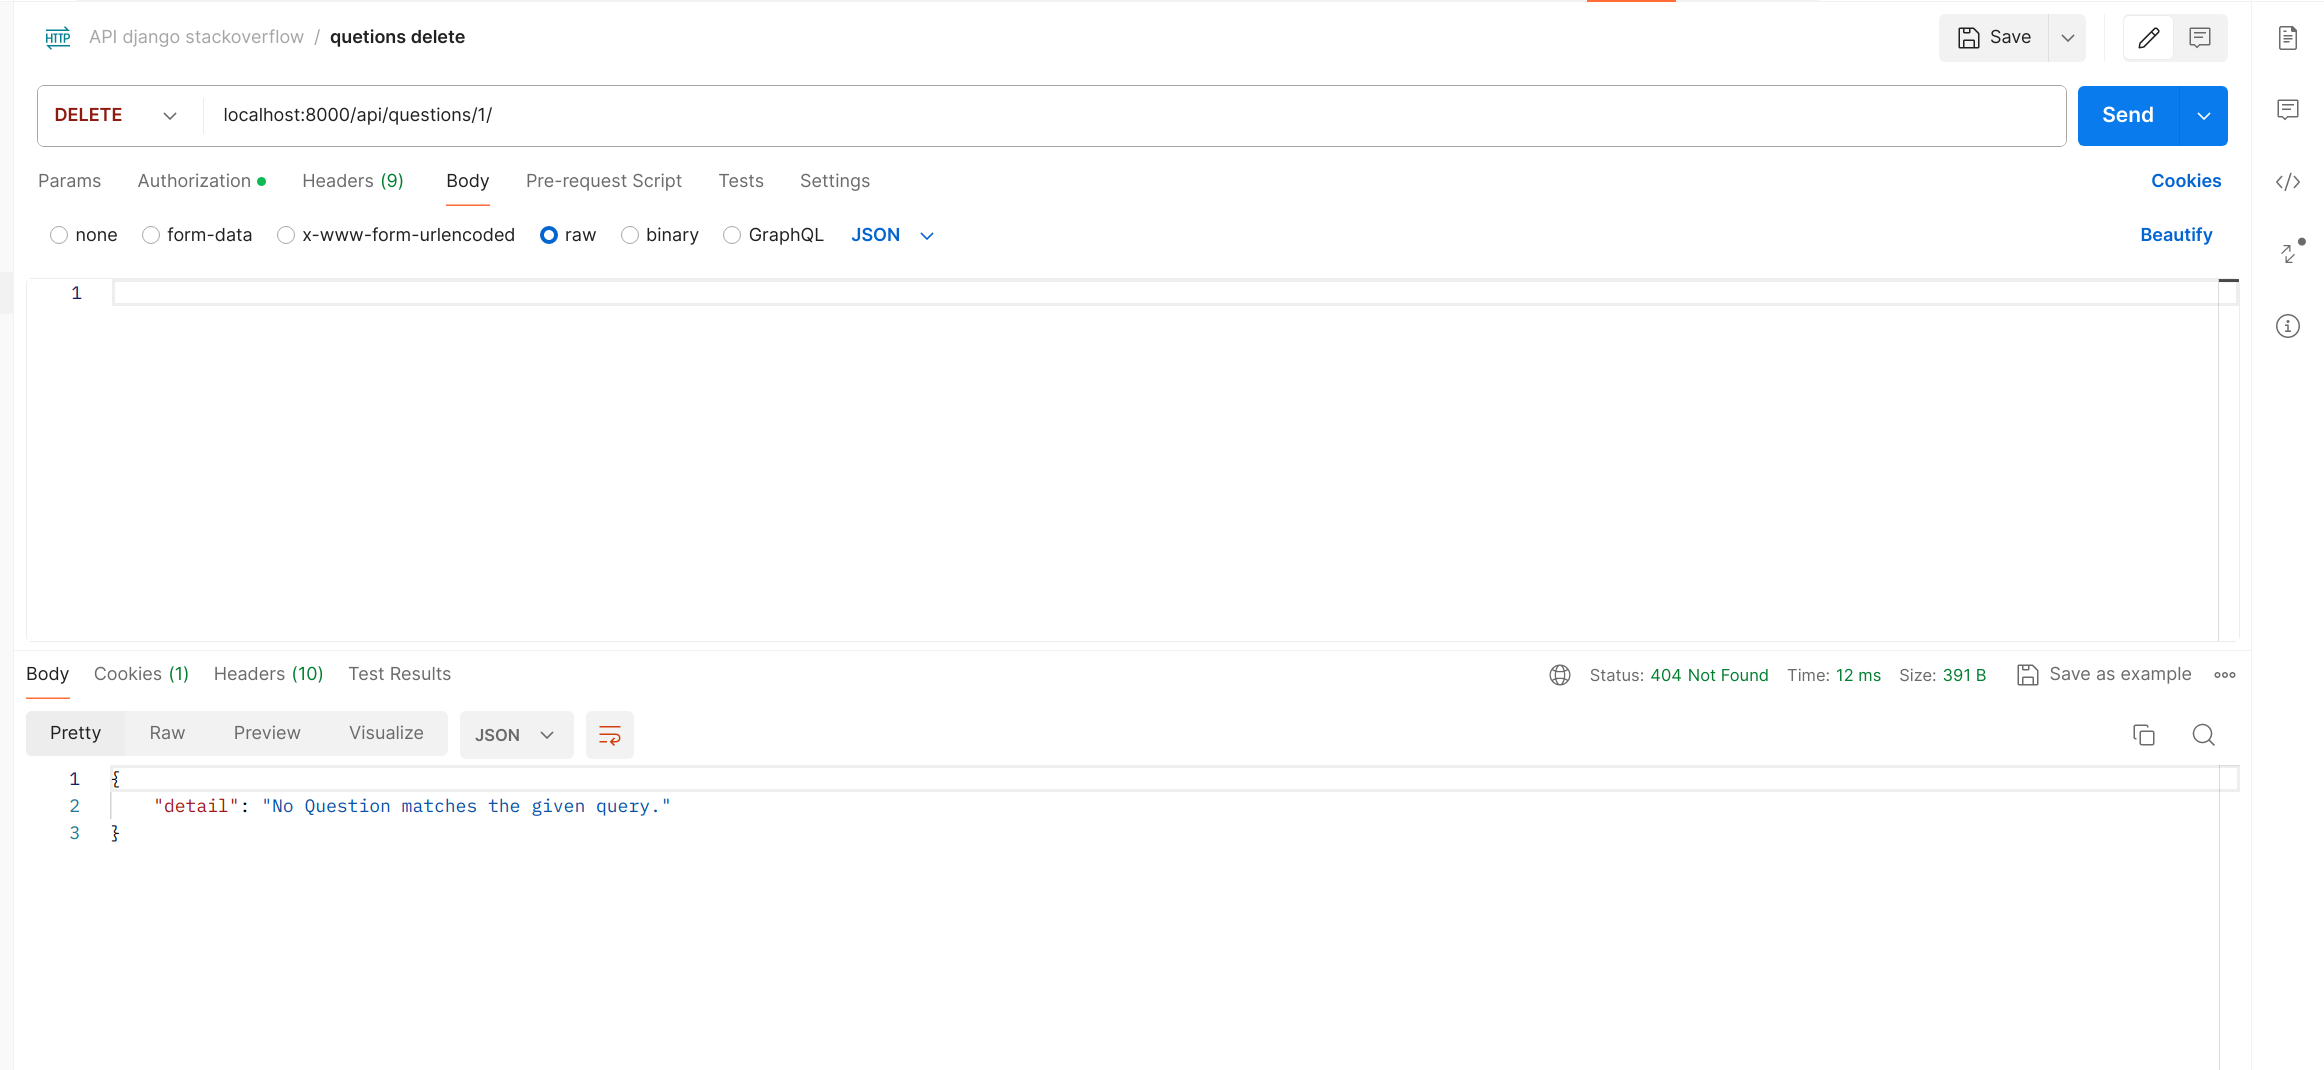 HTTP API django stackoverflow / quetions delete Save
DELETE localhost:8000/api/questions/1/ Send
Params Authorization Headers (9) Body Pre-request Script Tests Settings Cookies
none form-data x-www-form-urlencoded raw binary GraphQL JSON Beautify
1
Body Cookies (1) Headers (10) Test Results Status: 404 Not Found Time: 12 ms Size: 391 B Save as example
Pretty Raw Preview Visualize JSON
1 {
2 "detail": "No Question matches the given query."
3 }